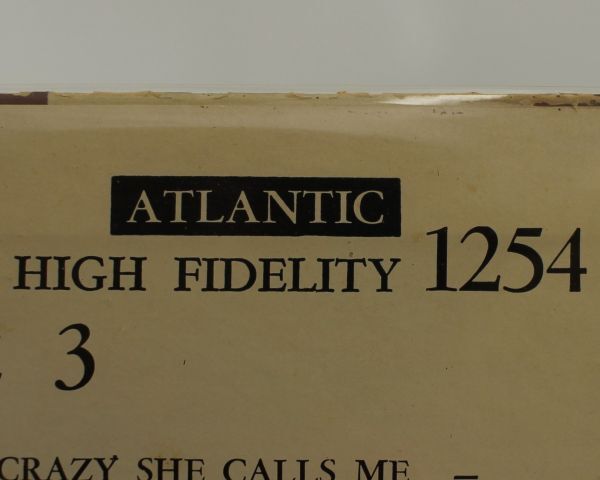 ATLANTIC
HIGH FIDELITY 1254
3
CRAZY SHE CALLS ME —